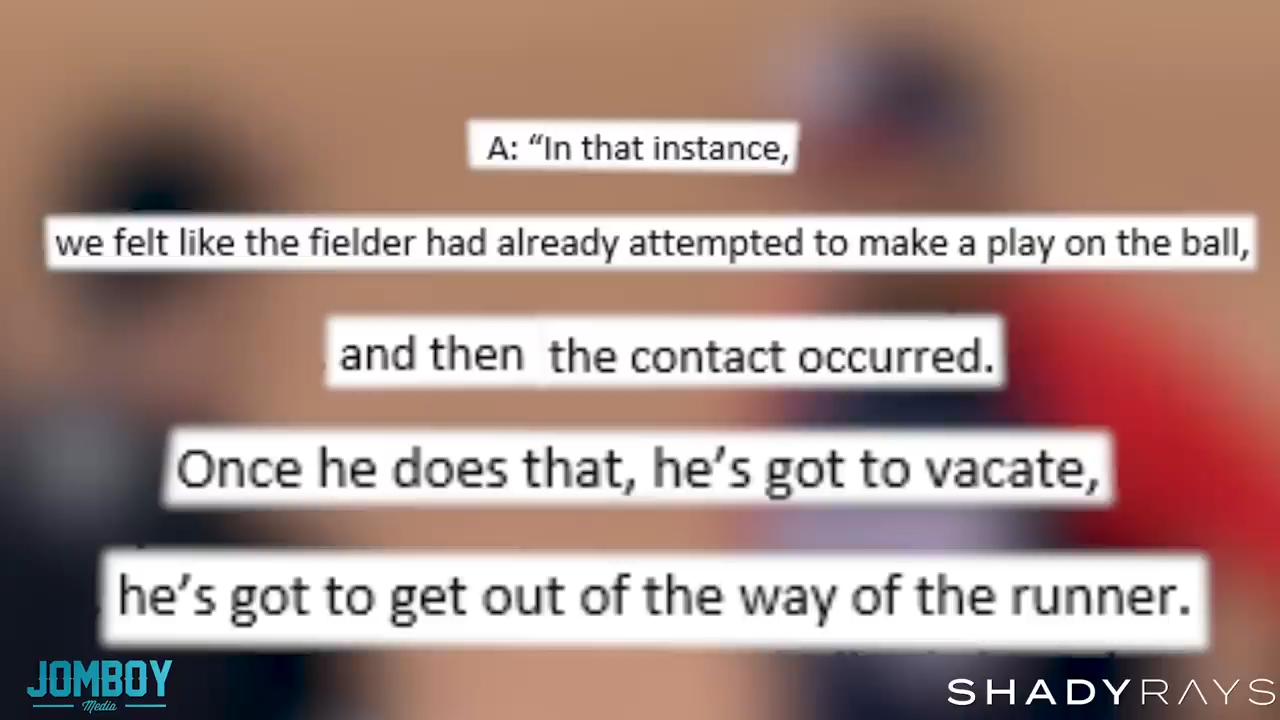 A: “In that instance,
we felt like the fielder had already attempted to make a play on the ball,
and then the contact occurred.
Once he does that, he’s got to vacate,
he’s got to get out of the way of the runner.
JOMBOY
Media
SHADYRAYS